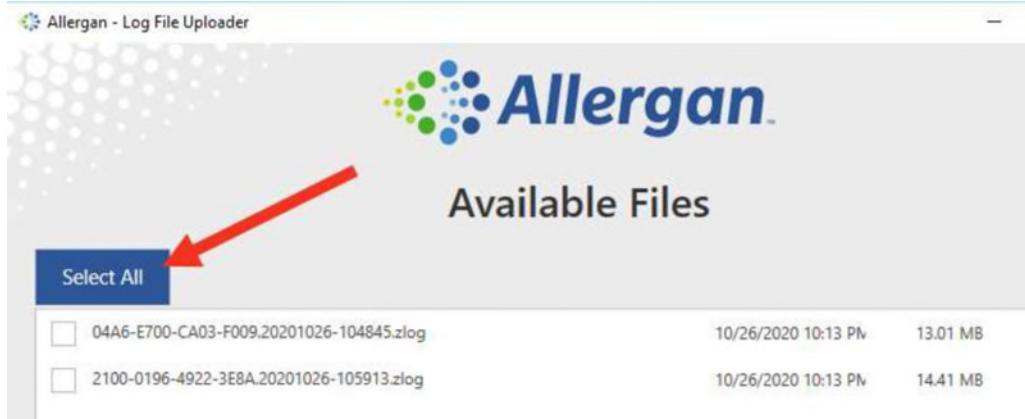 Allergan - Log File Uploader
Allergan™
Available Files
Select All
04A6-E700-CA03-F009.20201026-104845.zlog 10/26/2020 10:13 PM 13.01 MB
2100-0196-4922-3E8A.20201026-105913.zlog 10/26/2020 10:13 PM 14.41 MB